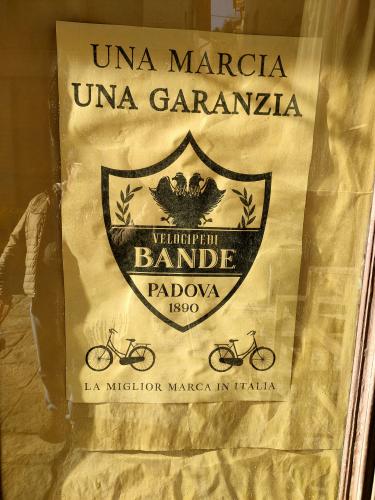 UNA MARCIA
UNA GARANZIA
VELOCIPEDI
BANDE
PADOVA
1890
LA MIGLIOR MARCA IN ITALIA